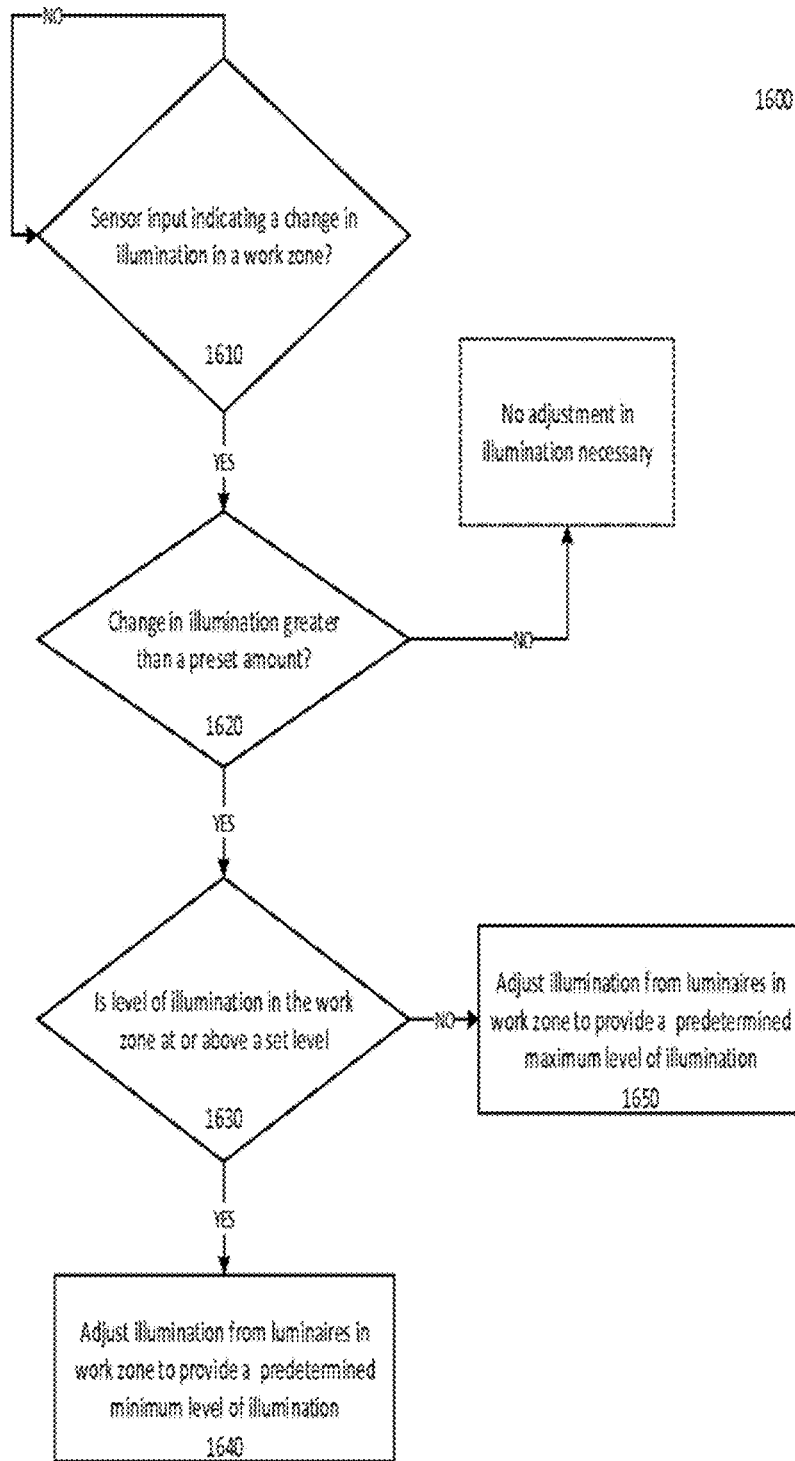 NO
1600
Sensor input indicating a change in
illumination in a work zone?
1610
YES
No adjustment in
illumination necessary
Change in illumination greater
than a preset amount?
1620
NO
YES
Is level of illumination in the work
zone at or above a set level
1630
NO
Adjust illumination from luminaires in
work zone to provide a predetermined
maximum level of illumination
1650
YES
Adjust illumination from luminaires in
work zone to provide a predetermined
minimum level of illumination
1640